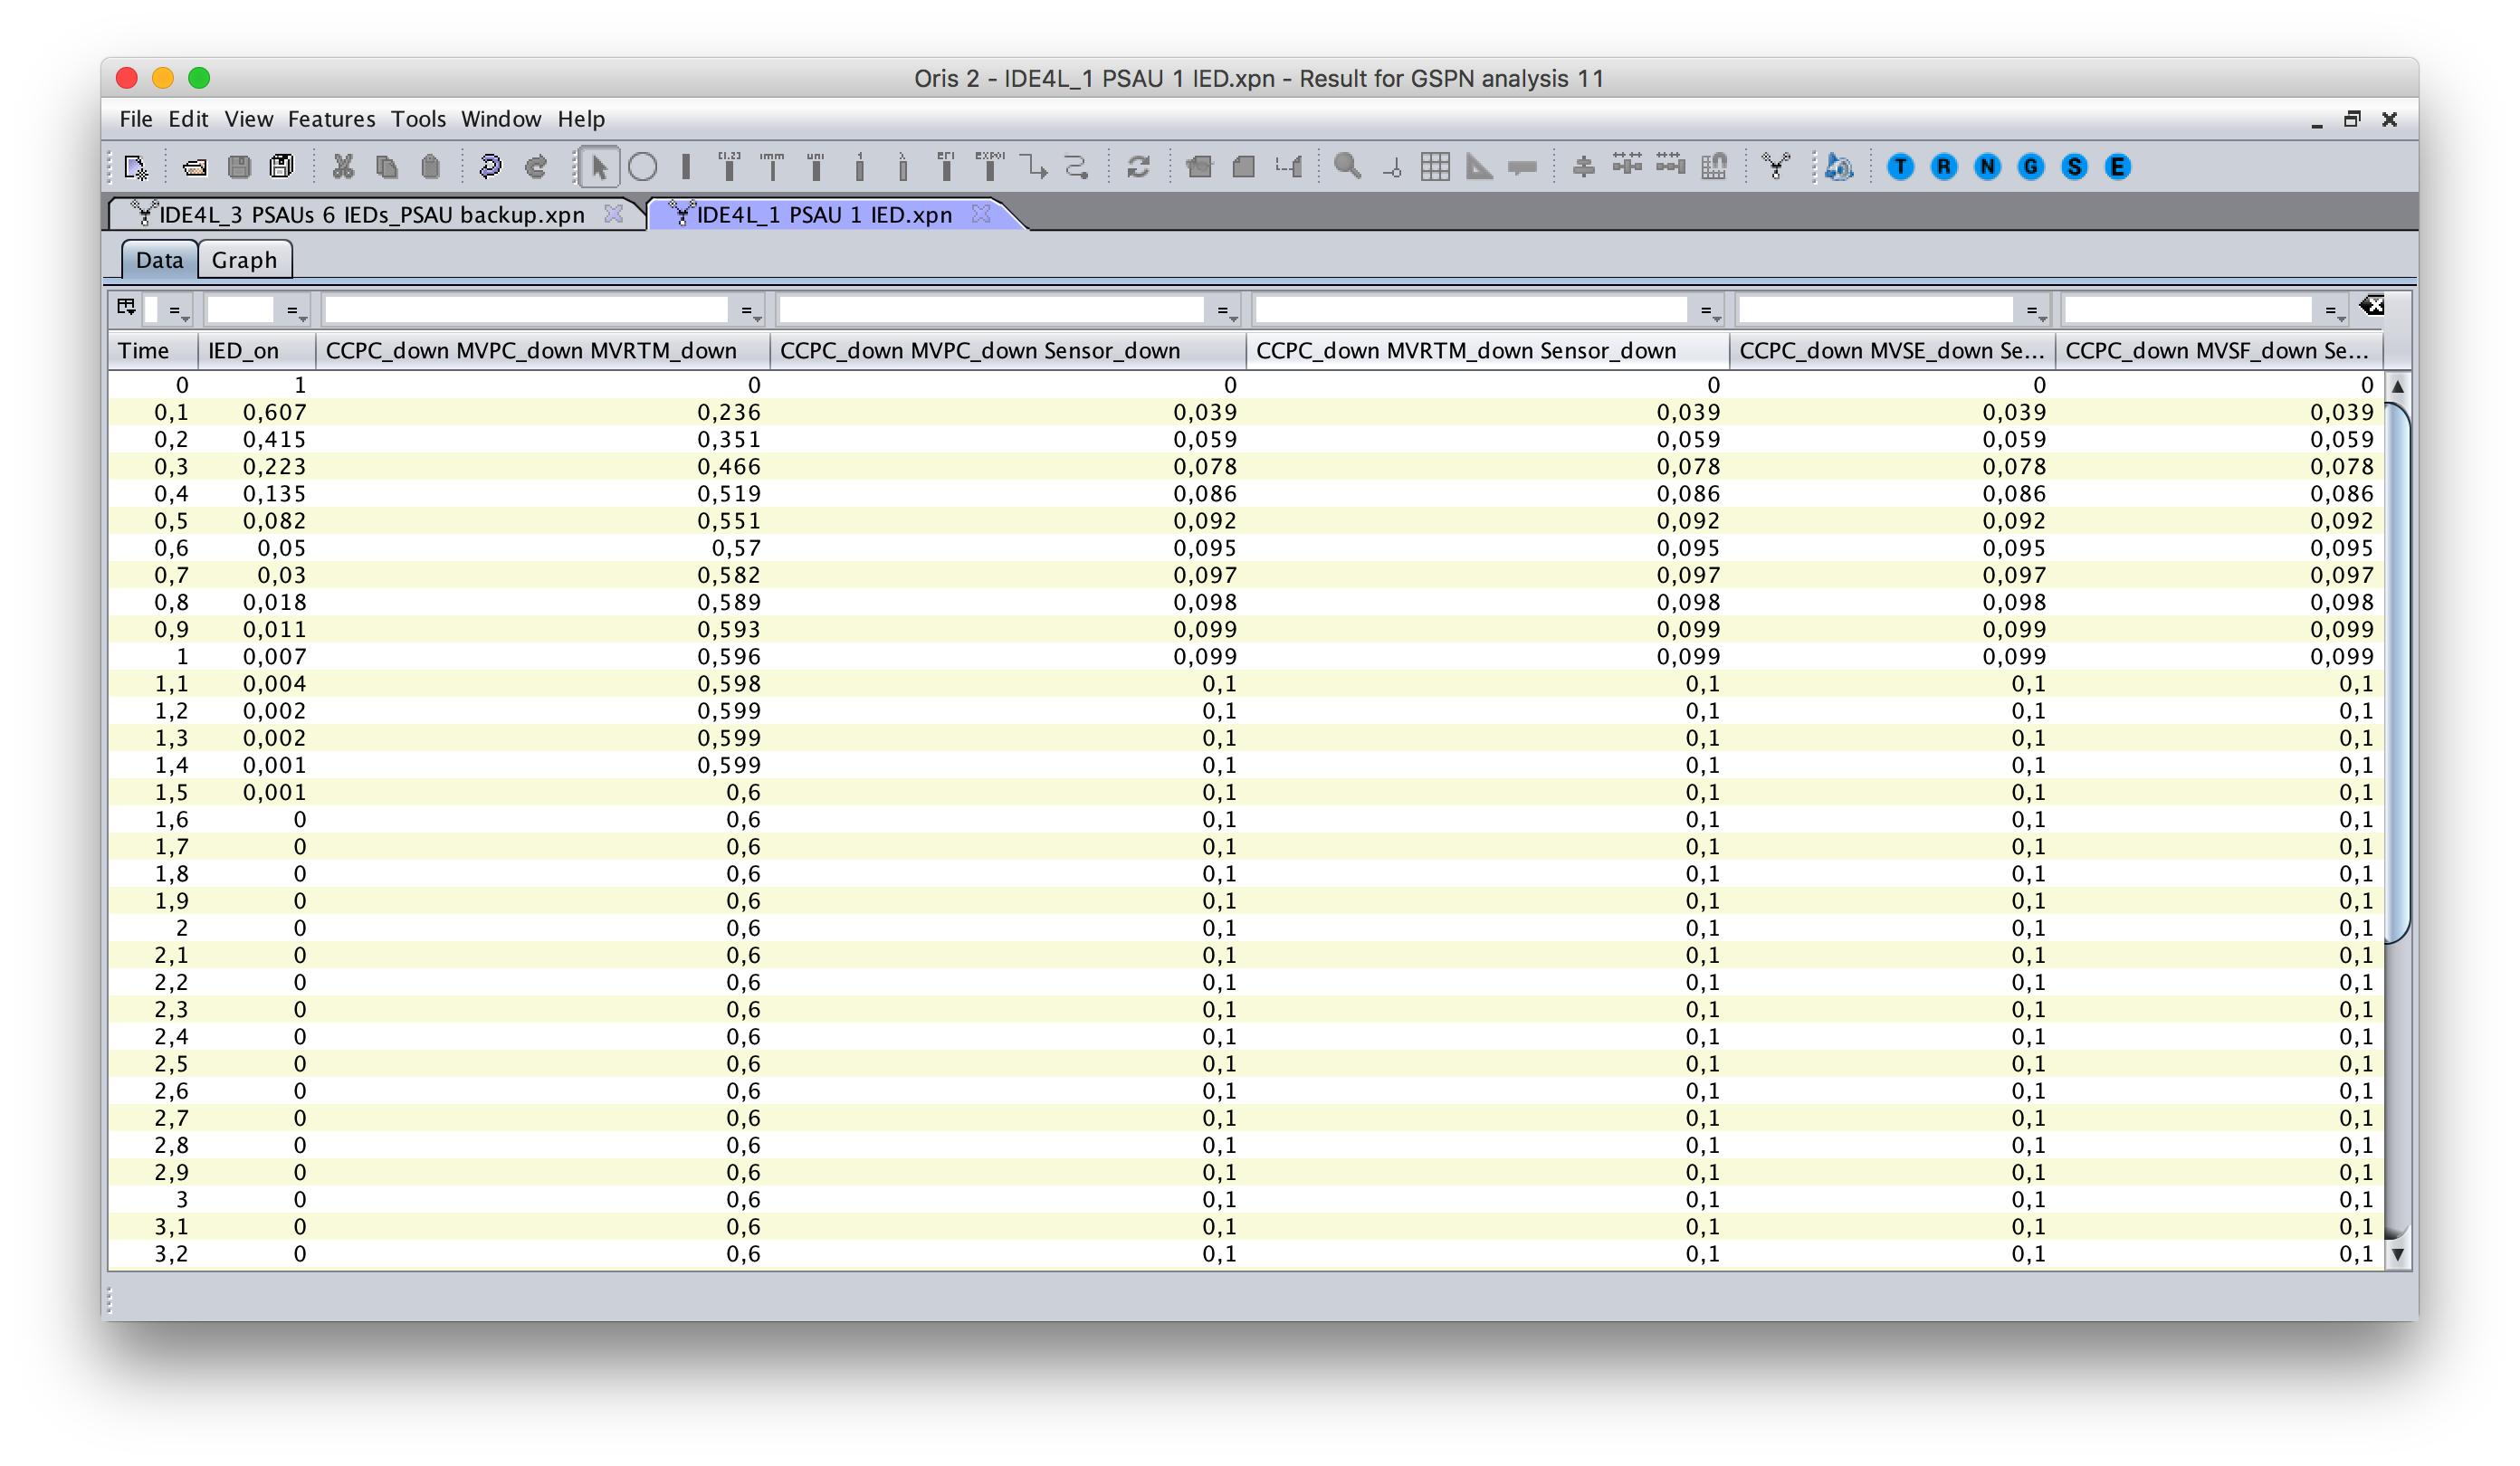 Oris 2 - IDE4L_1 PSAU 1 IED.xpn - Result for GSPN analysis 11
File Edit View Features Tools Window Help
T R N G S E
IDE4L_3 PSAUs 6 IEDs_PSAU backup.xpn IDE4L_1 PSAU 1 IED.xpn
Data Graph
= = = = = = =
Time IED_on CCPC_down MVPC_down MVRTM_down CCPC_down MVPC_down Sensor_down CCPC_down MVRTM_down Sensor_down CCPC_down MVSE_down Se... CCPC_down MVSF_down Se...
0 1 0 0 0 0 0
0,1 0,607 0,236 0,039 0,039 0,039 0,039
0,2 0,415 0,351 0,059 0,059 0,059 0,059
0,3 0,223 0,466 0,078 0,078 0,078 0,078
0,4 0,135 0,519 0,086 0,086 0,086 0,086
0,5 0,082 0,551 0,092 0,092 0,092 0,092
0,6 0,05 0,57 0,095 0,095 0,095 0,095
0,7 0,03 0,582 0,097 0,097 0,097 0,097
0,8 0,018 0,589 0,098 0,098 0,098 0,098
0,9 0,011 0,593 0,099 0,099 0,099 0,099
1 0,007 0,596 0,099 0,099 0,099 0,099
1,1 0,004 0,598 0,1 0,1 0,1 0,1
1,2 0,002 0,599 0,1 0,1 0,1 0,1
1,3 0,002 0,599 0,1 0,1 0,1 0,1
1,4 0,001 0,599 0,1 0,1 0,1 0,1
1,5 0,001 0,6 0,1 0,1 0,1 0,1
1,6 0 0,6 0,1 0,1 0,1 0,1
1,7 0 0,6 0,1 0,1 0,1 0,1
1,8 0 0,6 0,1 0,1 0,1 0,1
1,9 0 0,6 0,1 0,1 0,1 0,1
2 0 0,6 0,1 0,1 0,1 0,1
2,1 0 0,6 0,1 0,1 0,1 0,1
2,2 0 0,6 0,1 0,1 0,1 0,1
2,3 0 0,6 0,1 0,1 0,1 0,1
2,4 0 0,6 0,1 0,1 0,1 0,1
2,5 0 0,6 0,1 0,1 0,1 0,1
2,6 0 0,6 0,1 0,1 0,1 0,1
2,7 0 0,6 0,1 0,1 0,1 0,1
2,8 0 0,6 0,1 0,1 0,1 0,1
2,9 0 0,6 0,1 0,1 0,1 0,1
3 0 0,6 0,1 0,1 0,1 0,1
3,1 0 0,6 0,1 0,1 0,1 0,1
3,2 0 0,6 0,1 0,1 0,1 0,1